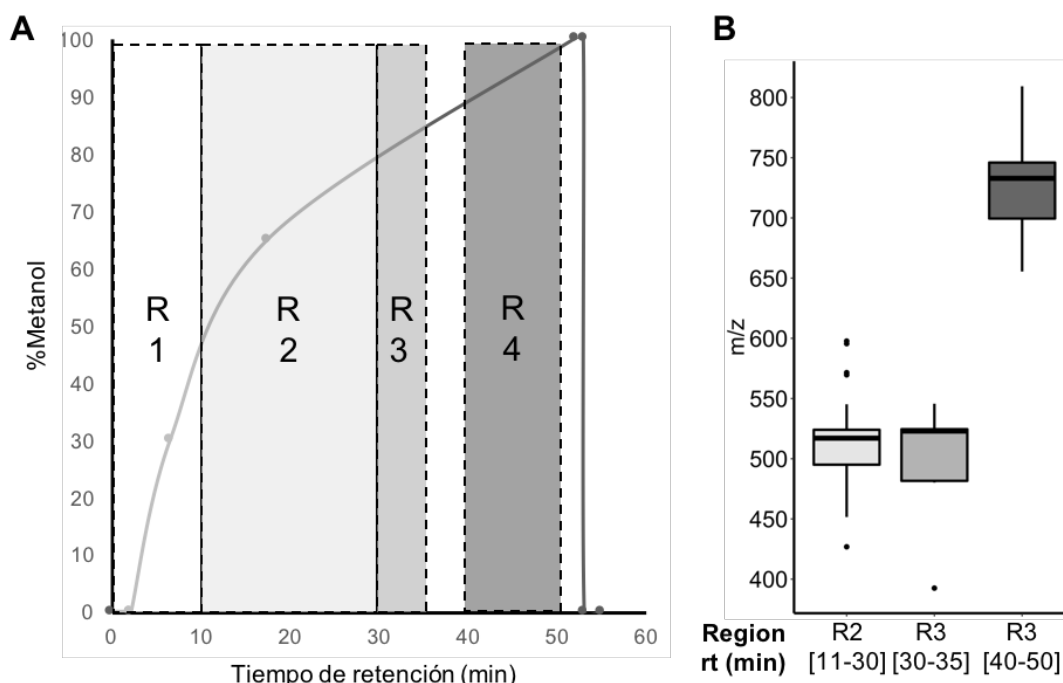 A
%Metanol
100
90
80
70
60
50
40
30
20
10
0
R
1
R
2
R
3
R
4
0 10 20 30 40 50 60
Tiempo de retención (min)
B
m/z
800
750
700
650
600
550
500
450
400
Region R2 R3 R3
rt (min) [11-30] [30-35] [40-50]